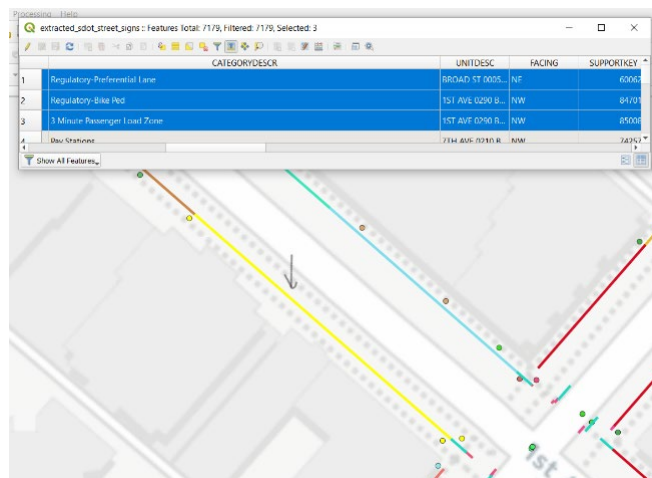 Processing Help
extracted_sdot_street_signs :: Features Total: 7179, Filtered: 7179, Selected: 3
CATEGORYDESCR UNITDESC FACING SUPPORTKEY
1 Regulatory-Preferential Lane BROAD ST 0005... NE 60062
2 Regulatory-Bike Ped 1ST AVE 0290 B... NW 84701
3 3 Minute Passenger Load Zone 1ST AVE 0290 B... NW 85008
4 Pay Stations 7TH AVE 0210 B... NW 74257
Show All Features
1st